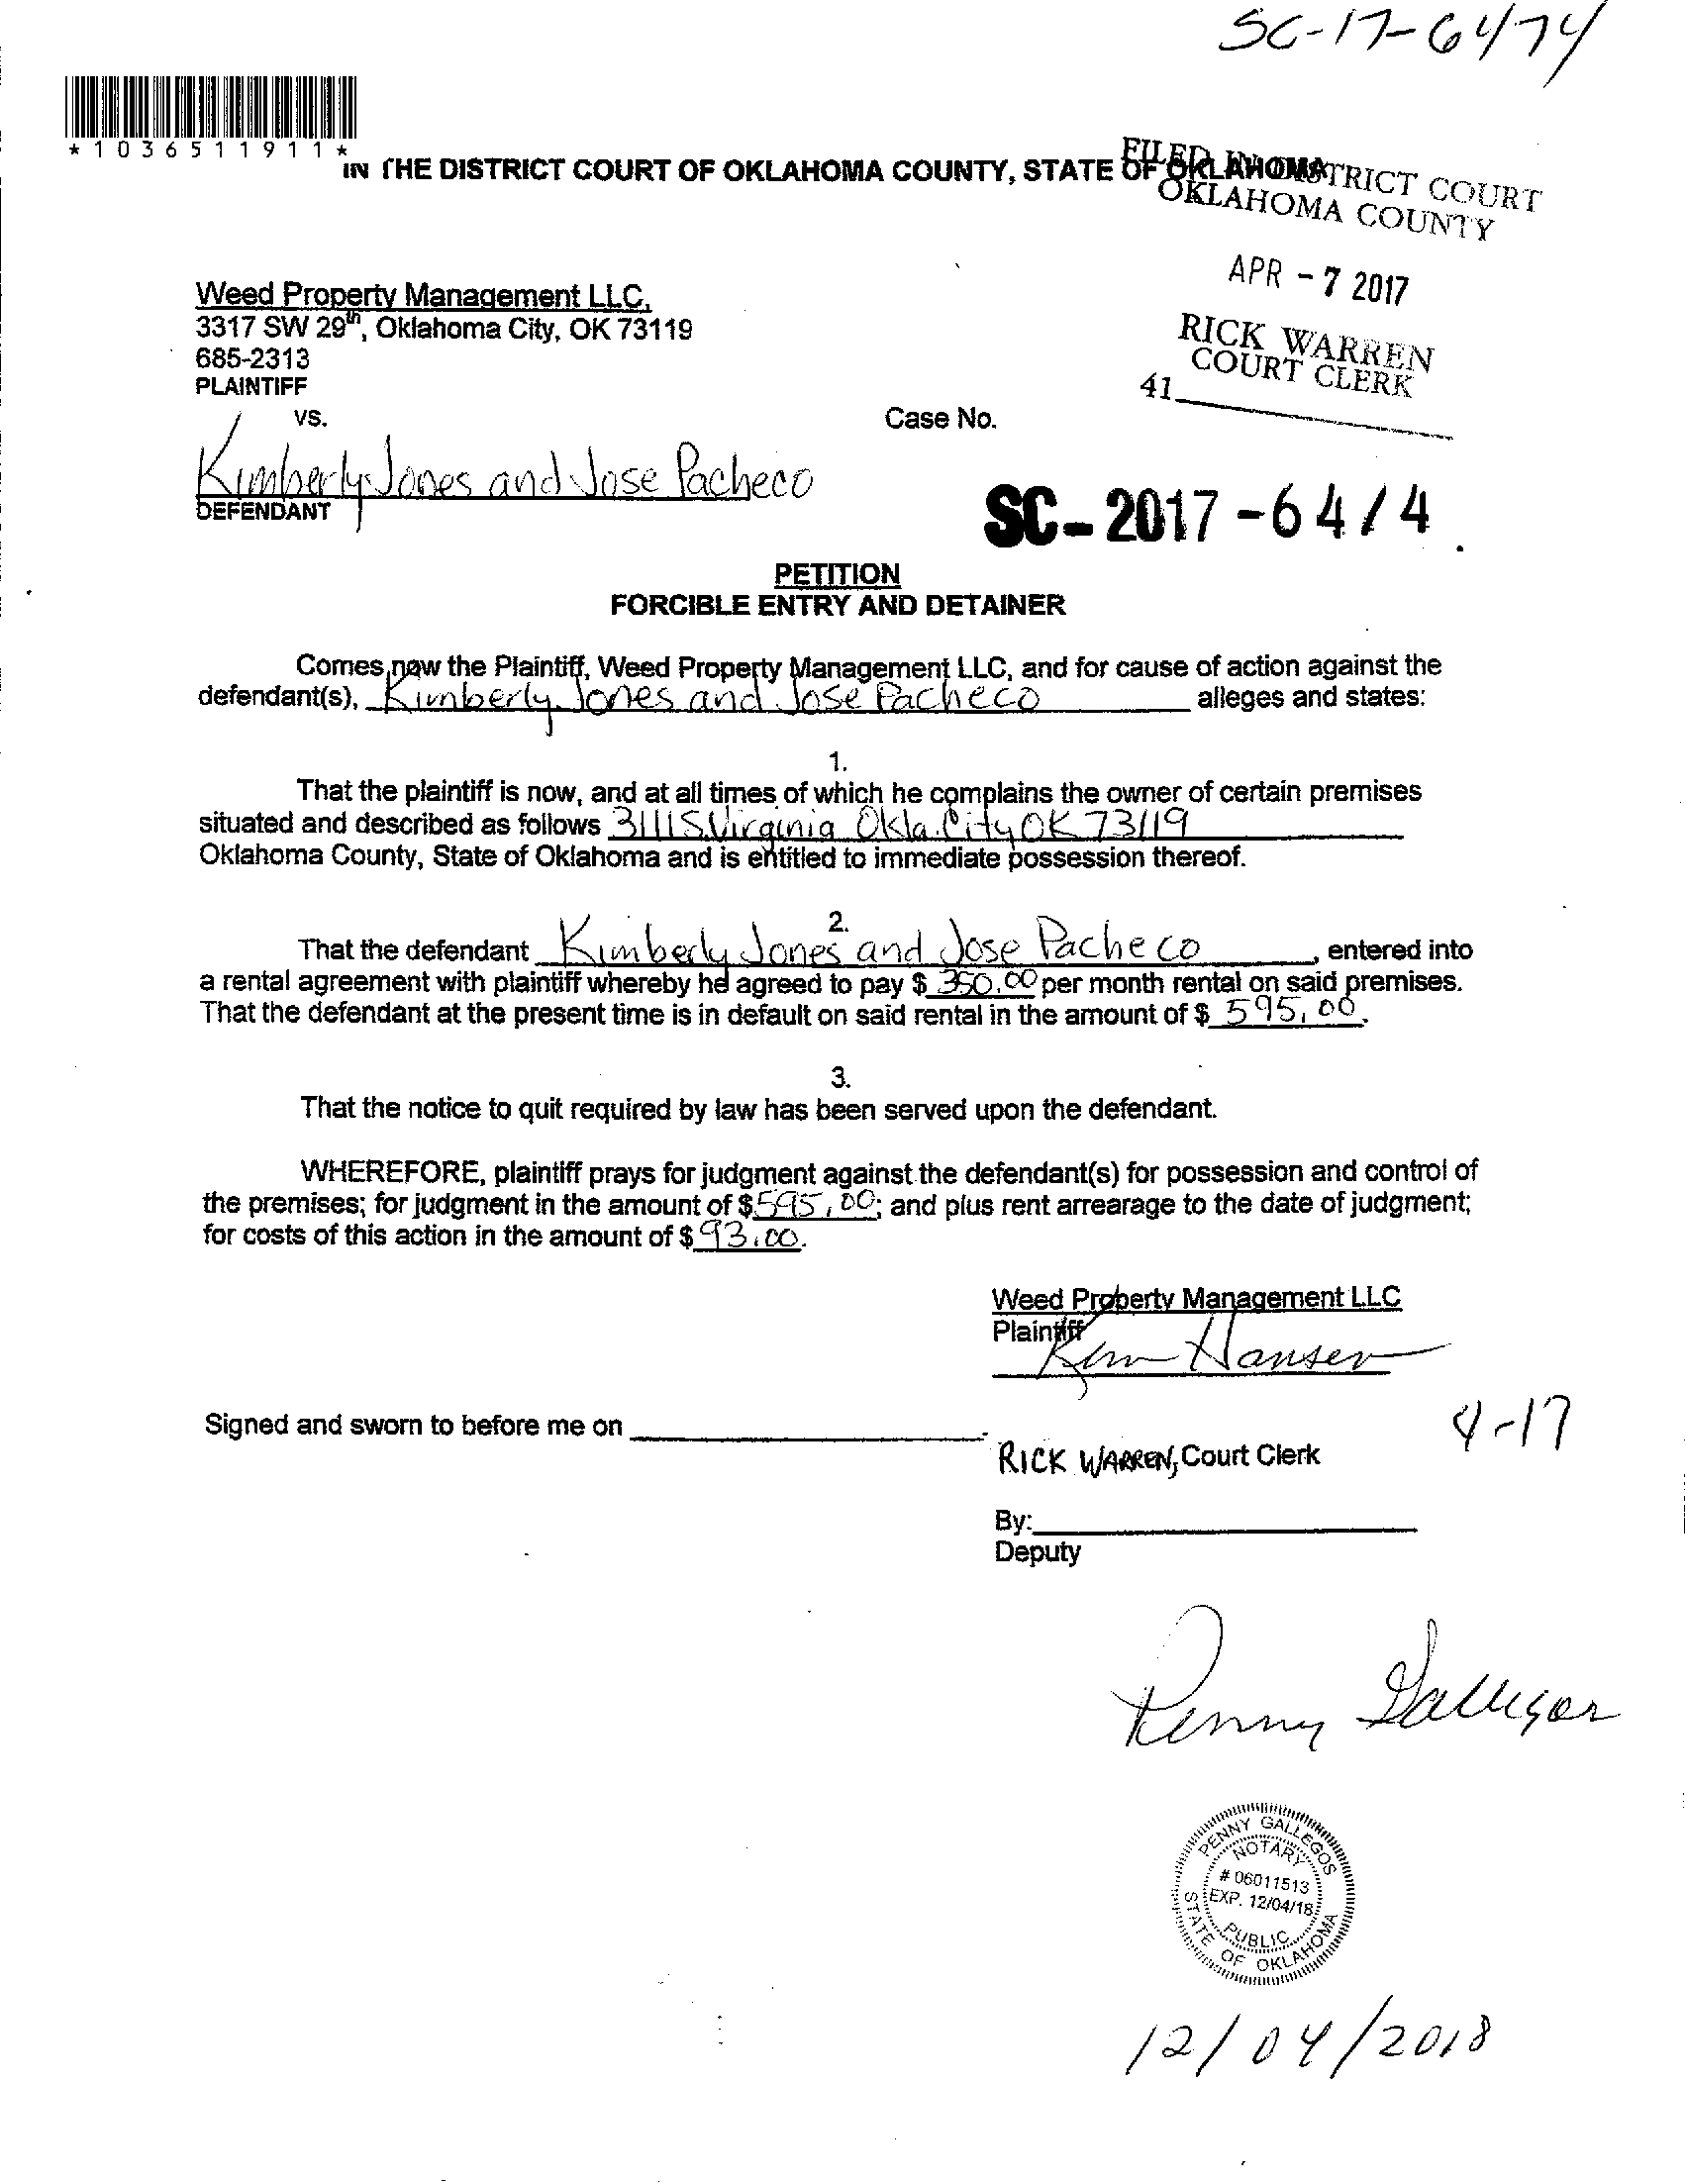 SC-17-6474
*1036511911*
IN THE DISTRICT COURT OF OKLAHOMA COUNTY, STATE OF OKLAHOMA
FILED IN DISTRICT COURT
OKLAHOMA COUNTY
APR - 7 2017
RICK WARREN
COURT CLERK
41
Weed Property Management LLC,
3317 SW 29th, Oklahoma City, OK 73119
685-2313
PLAINTIFF
vs.
Case No.
Kimberly Jones and Jose Pacheco
DEFENDANT
SC-2017-64/4
PETITION
FORCIBLE ENTRY AND DETAINER
Comes now the Plaintiff, Weed Property Management LLC, and for cause of action against the
defendant(s), Kimberly Jones and Jose Pacheco alleges and states:
1.
That the plaintiff is now, and at all times of which he complains the owner of certain premises
situated and described as follows 3111 S Virginia Okla. City OK 73119
Oklahoma County, State of Oklahoma and is entitled to immediate possession thereof.
2.
That the defendant Kimberly Jones and Jose Pacheco, entered into
a rental agreement with plaintiff whereby he agreed to pay $ 350.00 per month rental on said premises.
That the defendant at the present time is in default on said rental in the amount of $ 595.00.
3.
That the notice to quit required by law has been served upon the defendant.
WHEREFORE, plaintiff prays for judgment against the defendant(s) for possession and control of
the premises; for judgment in the amount of $595.00; and plus rent arrearage to the date of judgment;
for costs of this action in the amount of $ 93.00.
Weed Property Management LLC
Plaintiff
Kim Hansen
Signed and sworn to before me on
4-17
RICK WARREN, Court Clerk
By:
Deputy
Penny Gallegos
PENNY GALLEGOS
NOTARY
# 06011513
EXP. 12/04/18
PUBLIC
STATE OF OKLAHOMA
12/04/2018